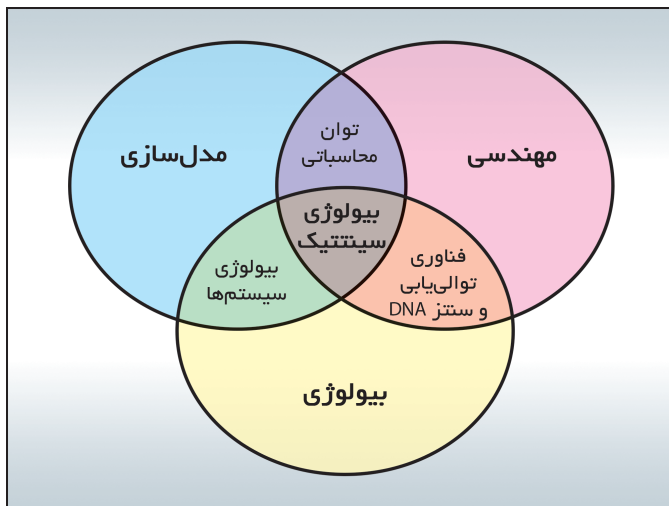 توان
محاسباتی
مهندسی
مدل‌سازی
بیولوژی
سینتتیک
فناوری
توالی‌یابی
و سنتز DNA
بیولوژی
سیستم‌ها
بیولوژی